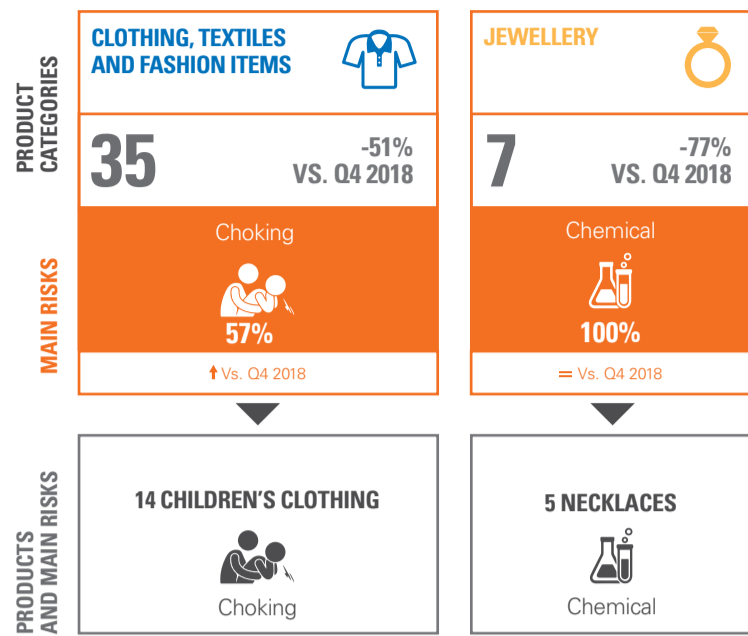 PRODUCT
CATEGORIES
CLOTHING, TEXTILES
AND FASHION ITEMS
35
-51%
VS. Q4 2018
JEWELLERY
7
-77%
VS. Q4 2018
MAIN RISKS
Choking
57%
Vs. Q4 2018
Chemical
100%
= Vs. Q4 2018
PRODUCTS
AND MAIN RISKS
14 CHILDREN'S CLOTHING
Choking
5 NECKLACES
Chemical